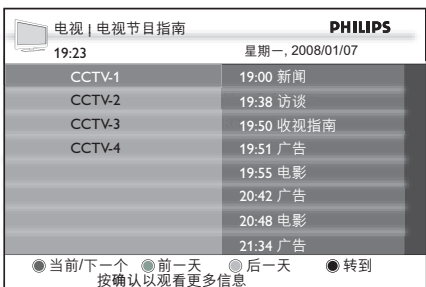 电视 | 电视节目指南 PHILIPS
19:23 星期一, 2008/01/07
CCTV-1 19:00 新闻
CCTV-2 19:38 访谈
CCTV-3 19:50 收视指南
CCTV-4 19:51 广告
19:55 电影
20:42 广告
20:48 电影
21:34 广告
当前/下一个 前一天 后一天 转到
按确认以观看更多信息